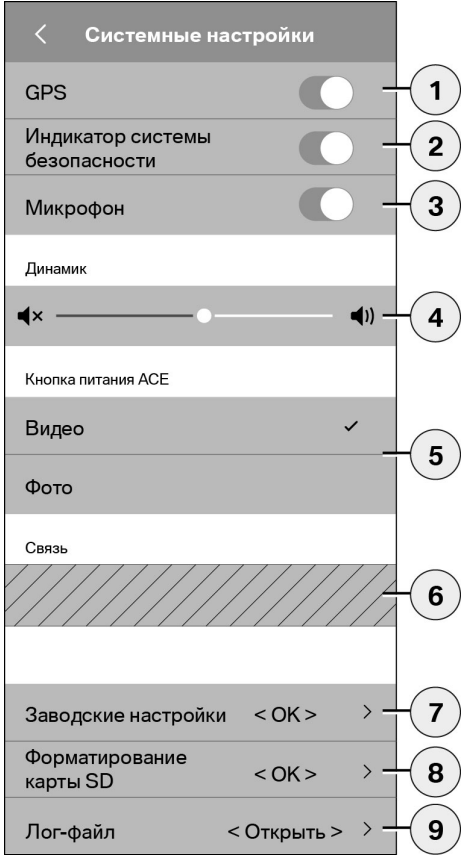 Системные настройки
GPS
1
Индикатор системы
безопасности
2
Микрофон
3
Динамик
4
Кнопка питания ACE
Видео
5
Фото
Связь
6
Заводские настройки < OK >
7
Форматирование
карты SD < OK >
8
Лог-файл < Открыть >
9